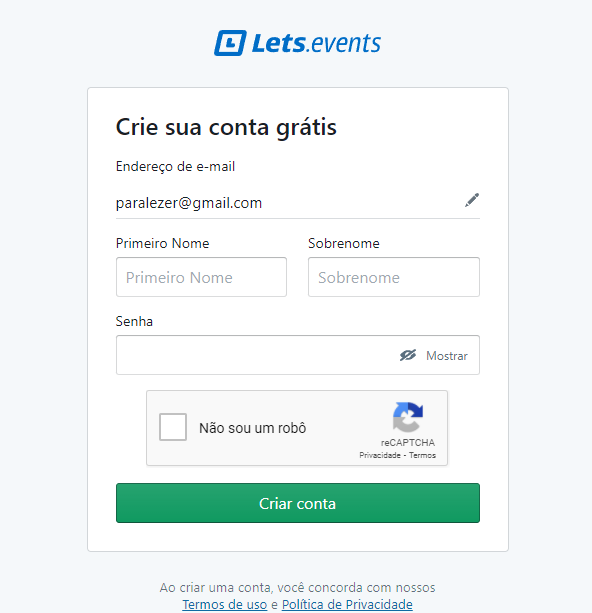 Lets.events
Crie sua conta grátis
Endereço de e-mail
paralezer@gmail.com
Primeiro Nome Sobrenome
Primeiro Nome Sobrenome
Senha
Mostrar
Não sou um robô
reCAPTCHA
Privacidade - Termos
Criar conta
Ao criar uma conta, você concorda com nossos
Termos de uso e Política de Privacidade